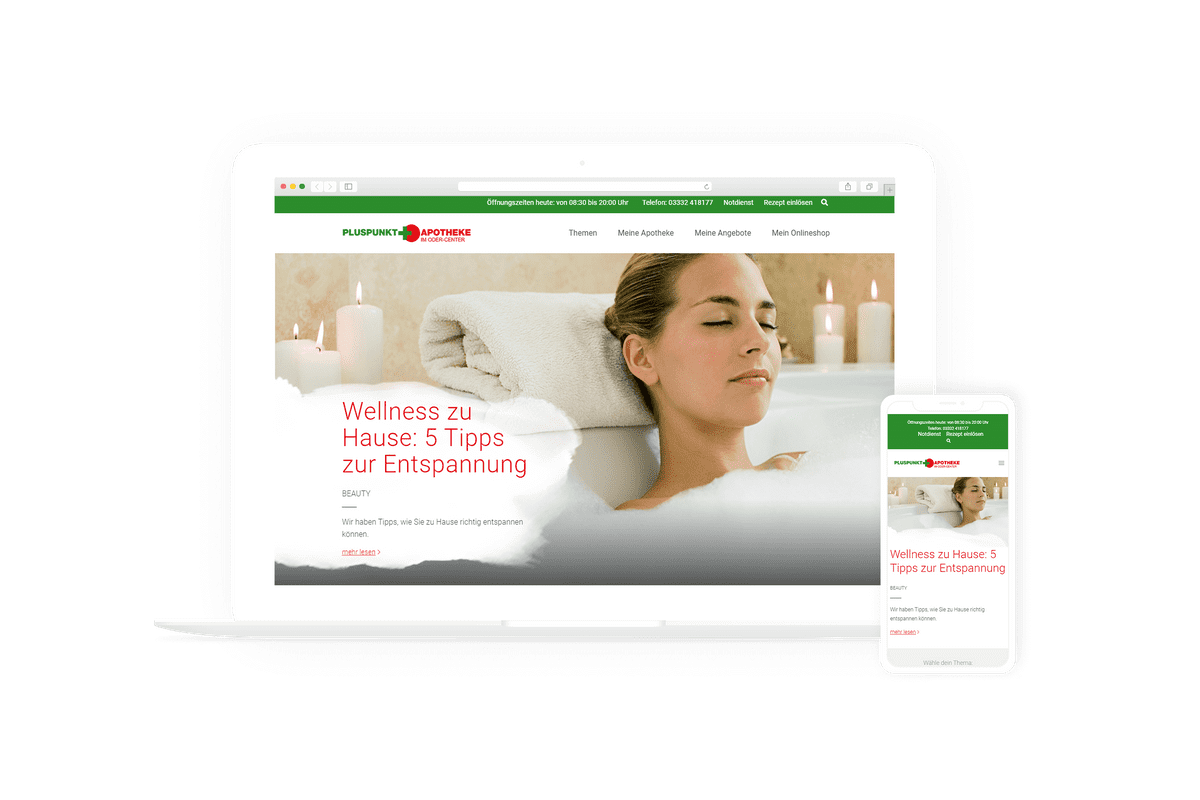 Öffnungszeiten heute: von 08:30 bis 20:00 Uhr Telefon: 03332 418177 Notdienst Rezept einlösen
PLUSPUNKT APOTHEKE
IM ODER-CENTER
Themen Meine Apotheke Meine Angebote Mein Onlineshop
Wellness zu
Hause: 5 Tipps
zur Entspannung
BEAUTY
Wir haben Tipps, wie Sie zu Hause richtig entspannen
können.
mehr lesen >
Öffnungszeiten heute: von 08:30 bis 20:00 Uhr
Telefon: 03332 418177
Notdienst Rezept einlösen
PLUSPUNKT APOTHEKE
IM ODER-CENTER
Wellness zu Hause: 5
Tipps zur Entspannung
BEAUTY
Wir haben Tipps, wie Sie zu Hause richtig
entspannen können.
mehr lesen >
Wähle dein Thema